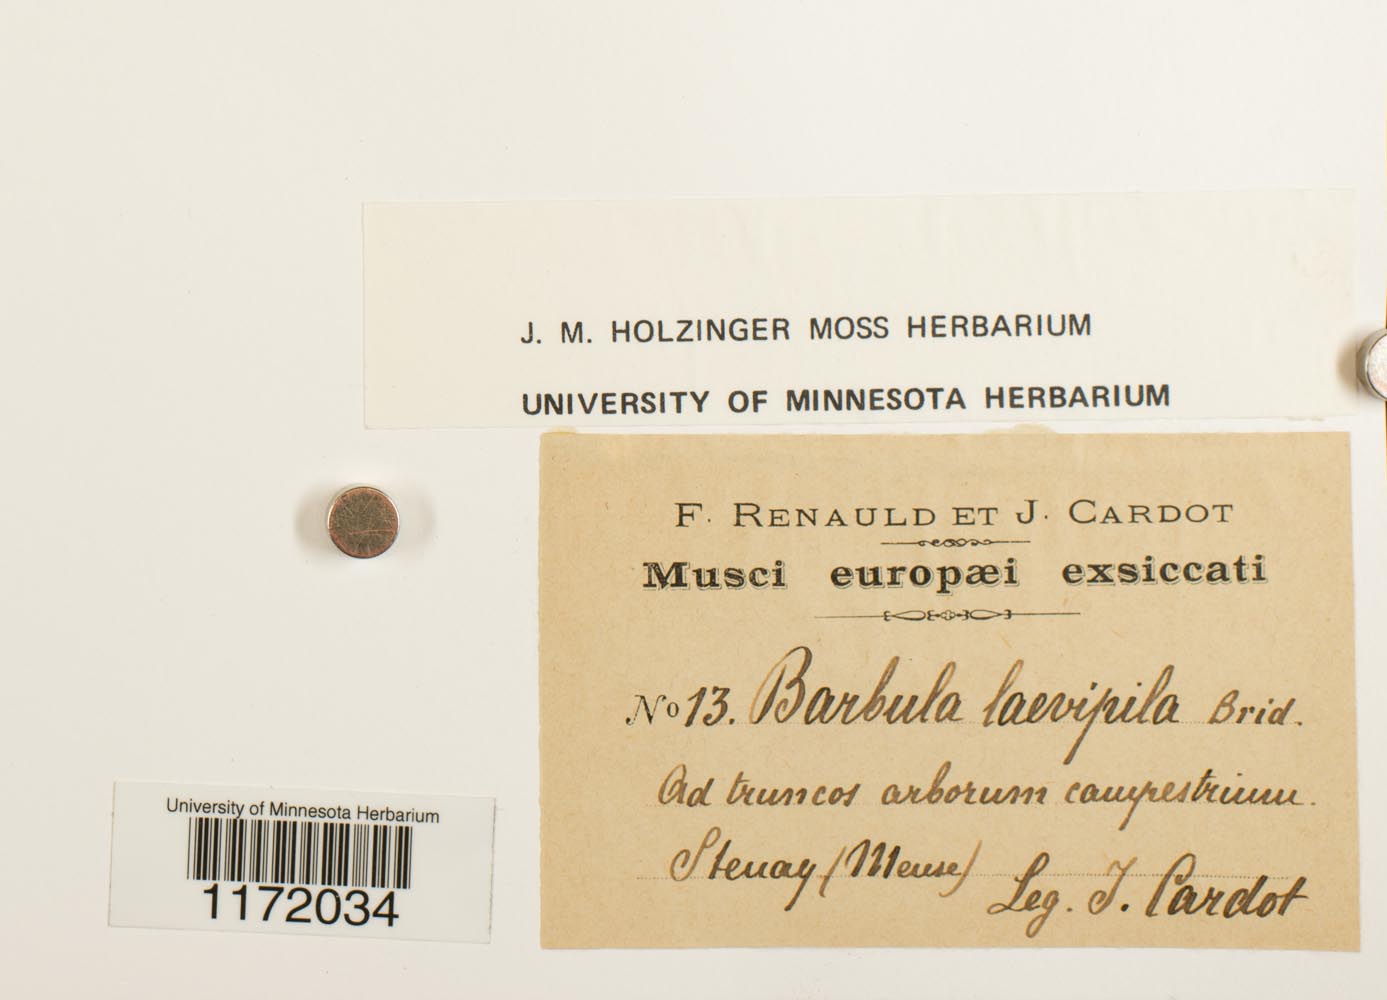 J. M. HOLZINGER MOSS HERBARIUM
UNIVERSITY OF MINNESOTA HERBARIUM
F. RENAULD ET J. CARDOT
Musci europæi exsiccati
No 13. Barbula laevipila Brid.
Ad truncos arborum campestrium.
Stenay (Meuse)
Leg. J. Cardot
University of Minnesota Herbarium
1172034